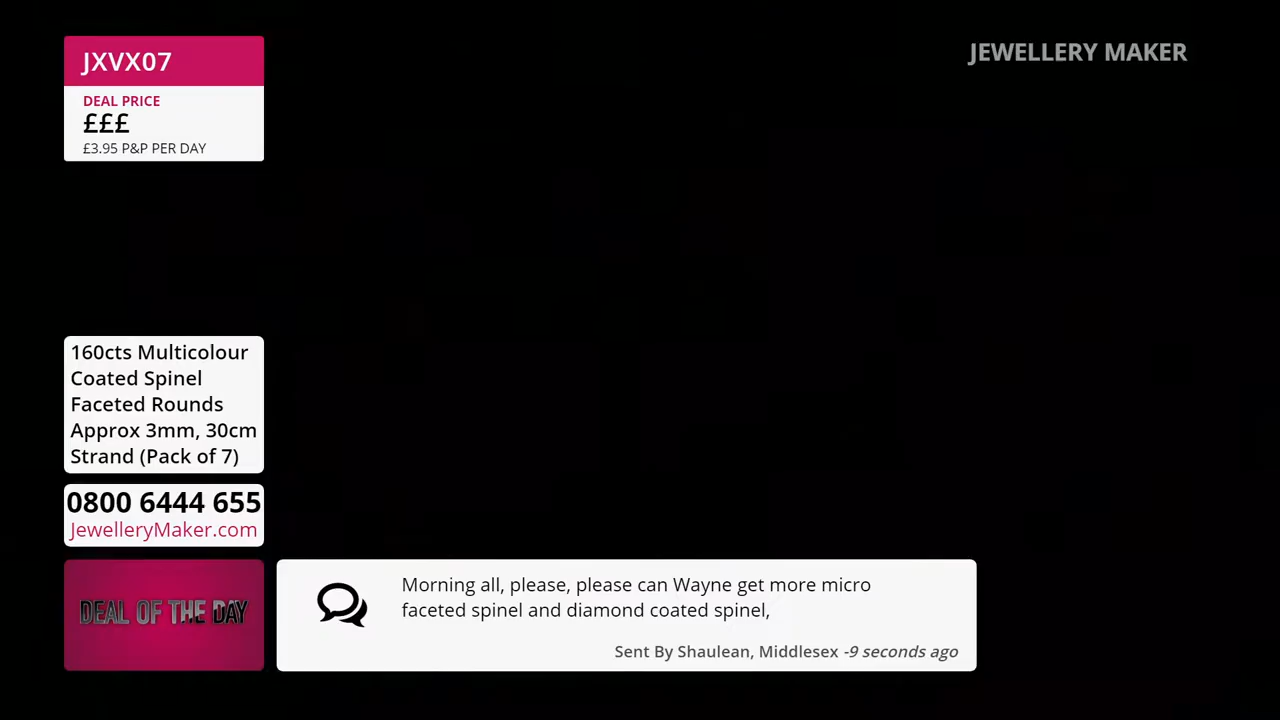 JXVX07
DEAL PRICE
£££
£3.95 P&P PER DAY
JEWELLERY MAKER
160cts Multicolour
Coated Spinel
Faceted Rounds
Approx 3mm, 30cm
Strand (Pack of 7)
0800 6444 655
JewelleryMaker.com
DEAL OF THE DAY
Morning all, please, please can Wayne get more micro
faceted spinel and diamond coated spinel,
Sent By Shaulean, Middlesex -9 seconds ago